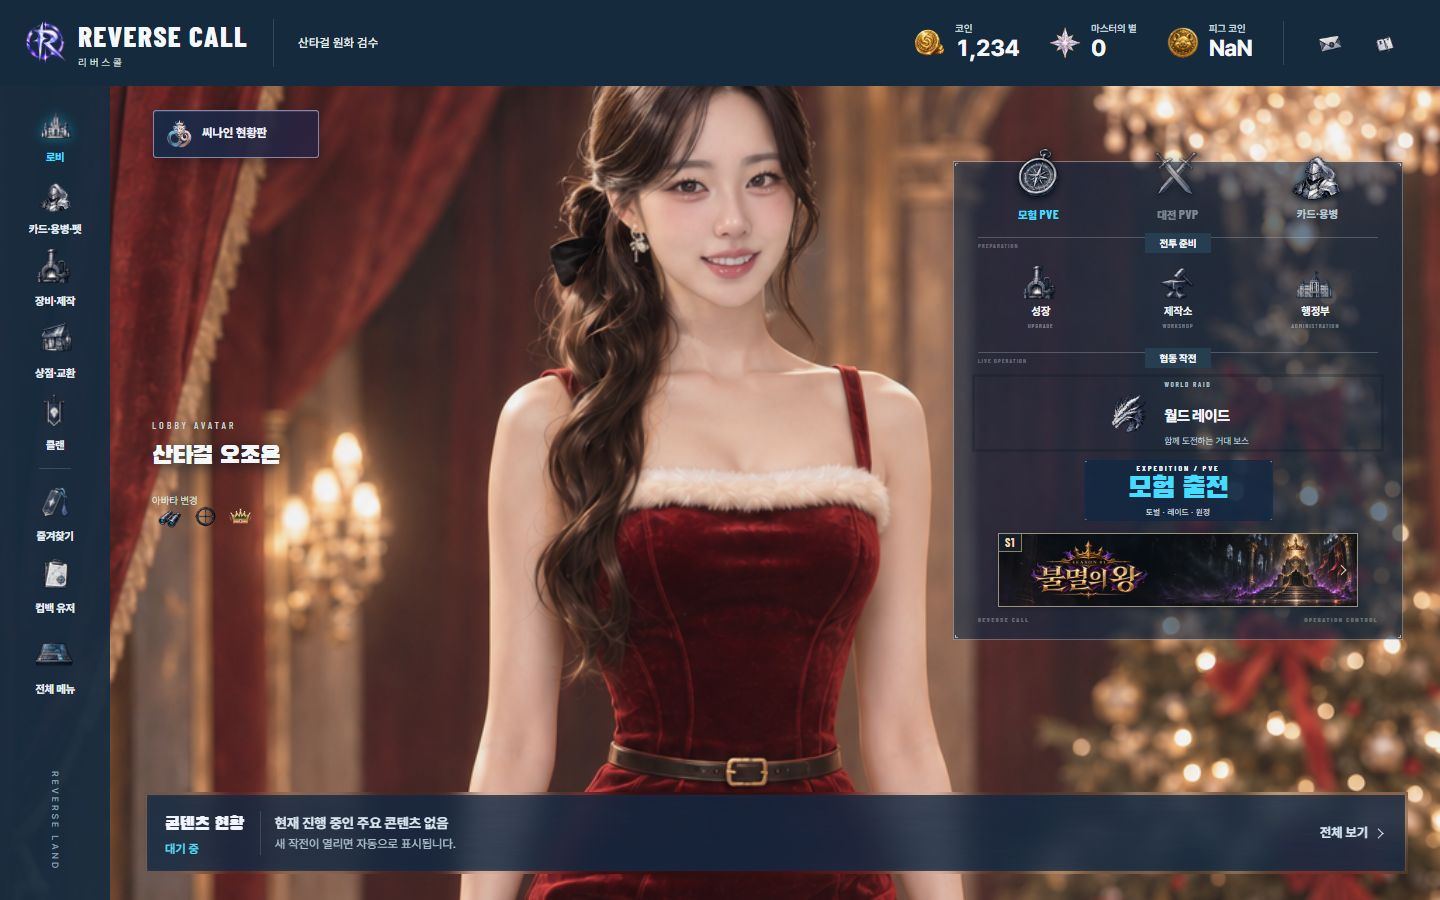 REVERSE CALL
리버스콜
산타걸 원화 검수
코인
1,234
마스터의 별
0
피그 코인
NaN
로비
카드·용병·펫
장비·제작
상점·교환
클랜
즐겨찾기
컴백 유저
전체 메뉴
REVERSE LAND
씨나인 현황판
LOBBY AVATAR
산타걸 오조은
아바타 변경
모험 PVE
대전 PVP
카드·용병
PREPARATION
전투 준비
성장
UPGRADE
제작소
WORKSHOP
행정부
ADMINISTRATION
LIVE OPERATION
협동 작전
WORLD RAID
월드 레이드
함께 도전하는 거대 보스
EXPEDITION / PVE
모험 출전
토벌 · 레이드 · 원정
S1
불멸의 왕
REVERSE CALL
OPERATION CONTROL
콘텐츠 현황
대기 중
현재 진행 중인 주요 콘텐츠 없음
새 작전이 열리면 자동으로 표시됩니다.
전체 보기